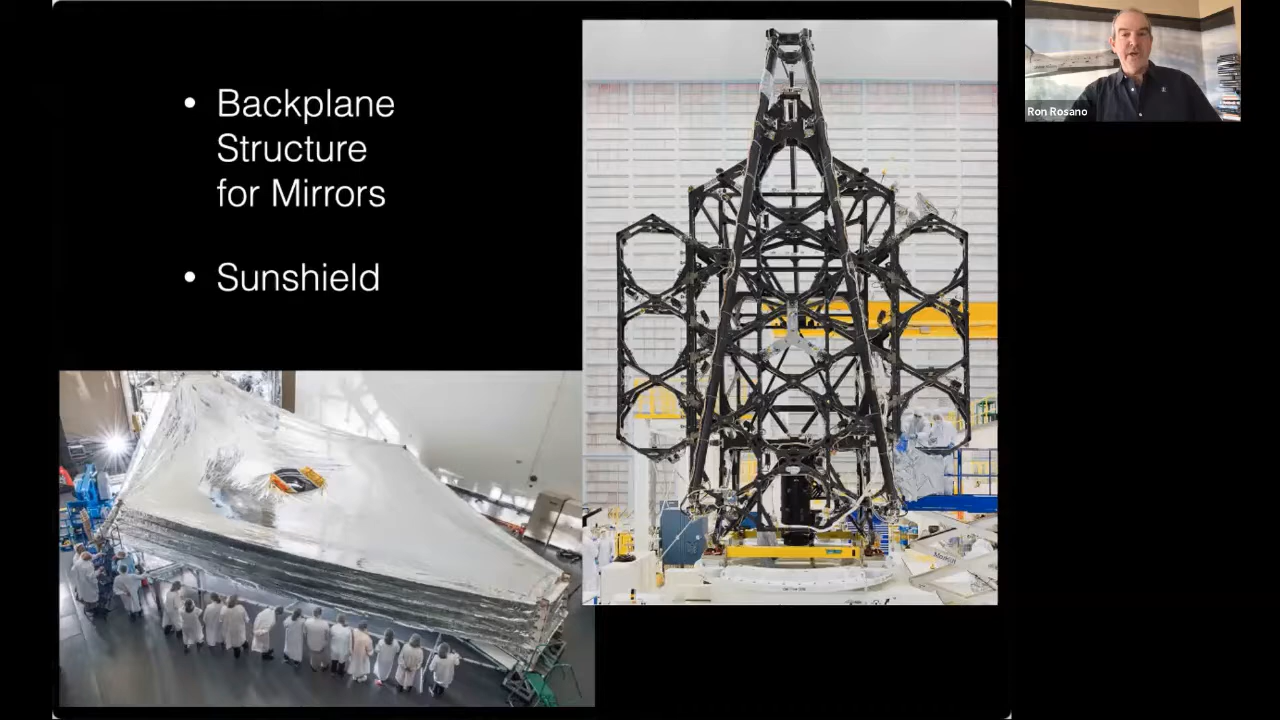 • Backplane
Structure
for Mirrors
• Sunshield
Ron Rosano